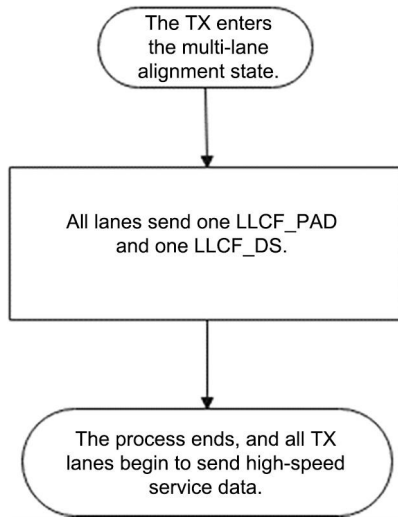 The TX enters
the multi-lane
alignment state.
All lanes send one LLCF_PAD
and one LLCF_DS.
The process ends, and all TX
lanes begin to send high-speed
service data.